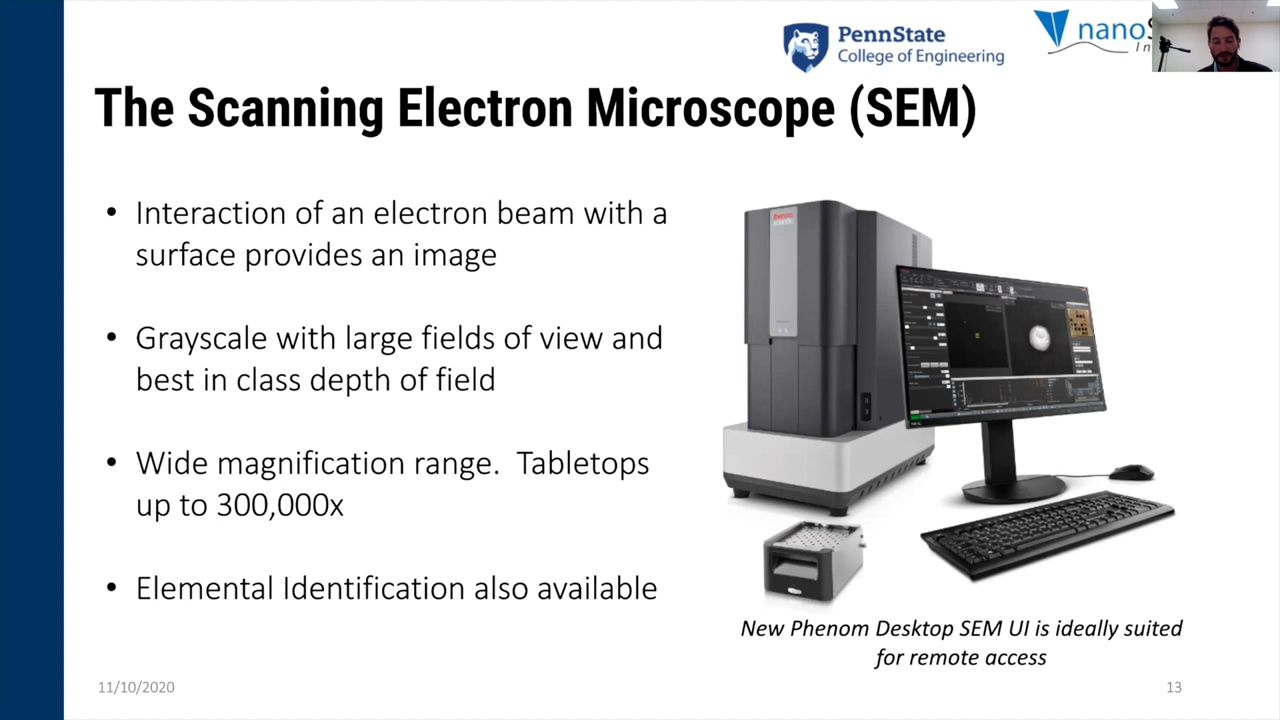 PennState
College of Engineering
nano
In
The Scanning Electron Microscope (SEM)
• Interaction of an electron beam with a
surface provides an image
• Grayscale with large fields of view and
best in class depth of field
• Wide magnification range. Tabletops
up to 300,000x
• Elemental Identification also available
New Phenom Desktop SEM UI is ideally suited
for remote access
11/10/2020
13